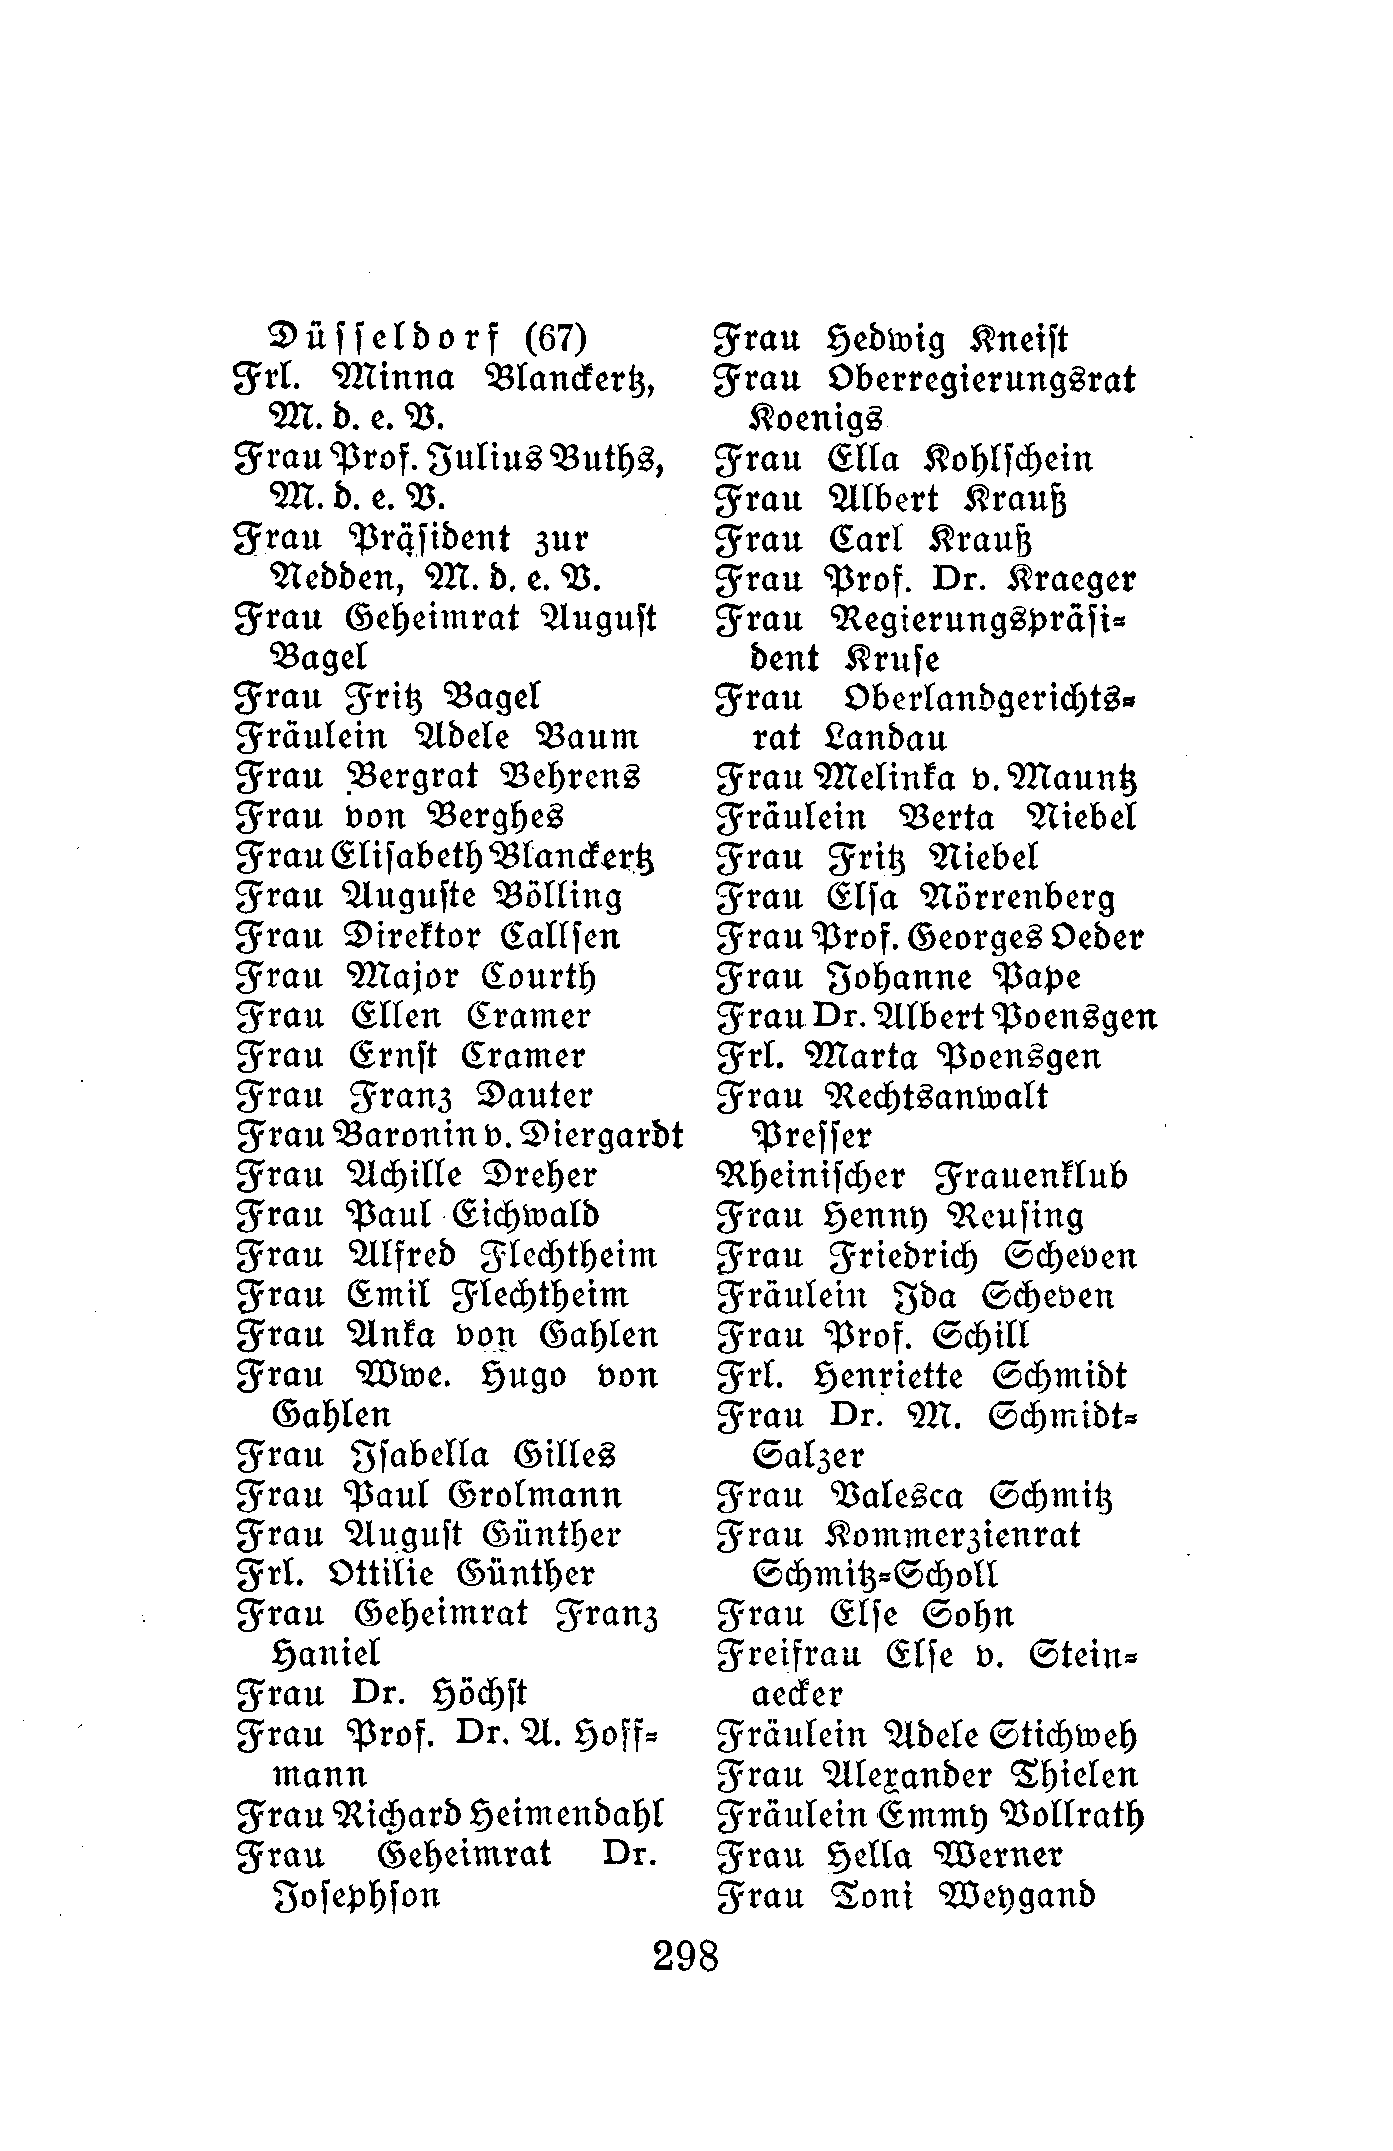 Düsseldorf (67)
Frl. Minna Blanckertz,
M. d. e. V.
Frau Prof. Julius Buths,
M. d. e. V.
Frau Präsident zur
Nedden, M. d. e. V.
Frau Geheimrat August
Bagel
Frau Fritz Bagel
Fräulein Adele Baum
Frau Bergrat Behrens
Frau von Berghes
Frau Elisabeth Blanckertz
Frau Auguste Bölling
Frau Direktor Callsen
Frau Major Courth
Frau Ellen Cramer
Frau Ernst Cramer
Frau Franz Dauter
Frau Baronin v. Diergardt
Frau Achille Dreher
Frau Paul Eichwald
Frau Alfred Flechtheim
Frau Emil Flechtheim
Frau Anka von Gahlen
Frau Wwe. Hugo von
Gahlen
Frau Isabella Gilles
Frau Paul Grolmann
Frau August Günther
Frl. Ottilie Günther
Frau Geheimrat Franz
Haniel
Frau Dr. Höchst
Frau Prof. Dr. A. Hoff-
mann
Frau Richard Heimendahl
Frau Geheimrat Dr.
Josephson
Frau Hedwig Kneist
Frau Oberregierungsrat
Koenigs
Frau Ella Kohlschein
Frau Albert Krauß
Frau Carl Krauß
Frau Prof. Dr. Kraeger
Frau Regierungspräsi-
dent Kruse
Frau Oberlandgerichts-
rat Landau
Frau Melinka v. Mauntz
Fräulein Berta Niebel
Frau Fritz Niebel
Frau Elsa Nörrenberg
Frau Prof. Georges Oeder
Frau Johanne Pape
Frau Dr. Albert Poensgen
Frl. Marta Poensgen
Frau Rechtsanwalt
Presser
Rheinischer Frauenklub
Frau Henny Reusing
Frau Friedrich Scheven
Fräulein Ida Scheven
Frau Prof. Schill
Frl. Henriette Schmidt
Frau Dr. M. Schmidt-
Salzer
Frau Valesca Schmitz
Frau Kommerzienrat
Schmitz-Scholl
Frau Else Sohn
Freifrau Else v. Stein-
aecker
Fräulein Adele Stichweh
Frau Alexander Thielen
Fräulein Emmy Vollrath
Frau Hella Werner
Frau Toni Weygand
298